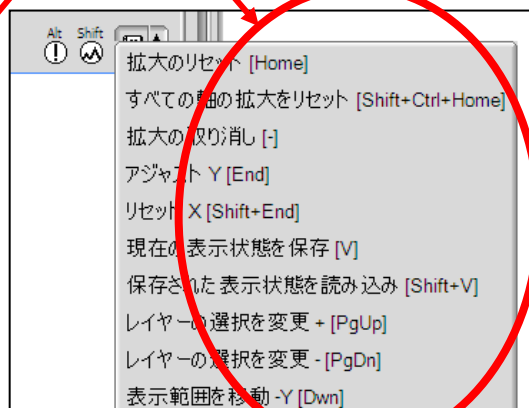 Alt Shift
拡大のリセット [Home]
すべての軸の拡大をリセット [Shift+Ctrl+Home]
拡大の取り消し [-]
アジャスト Y [End]
リセット X [Shift+End]
現在の表示状態を保存 [V]
保存された表示状態を読み込み [Shift+V]
レイヤーの選択を変更 + [PgUp]
レイヤーの選択を変更 - [PgDn]
表示範囲を移動 -Y [Dwn]